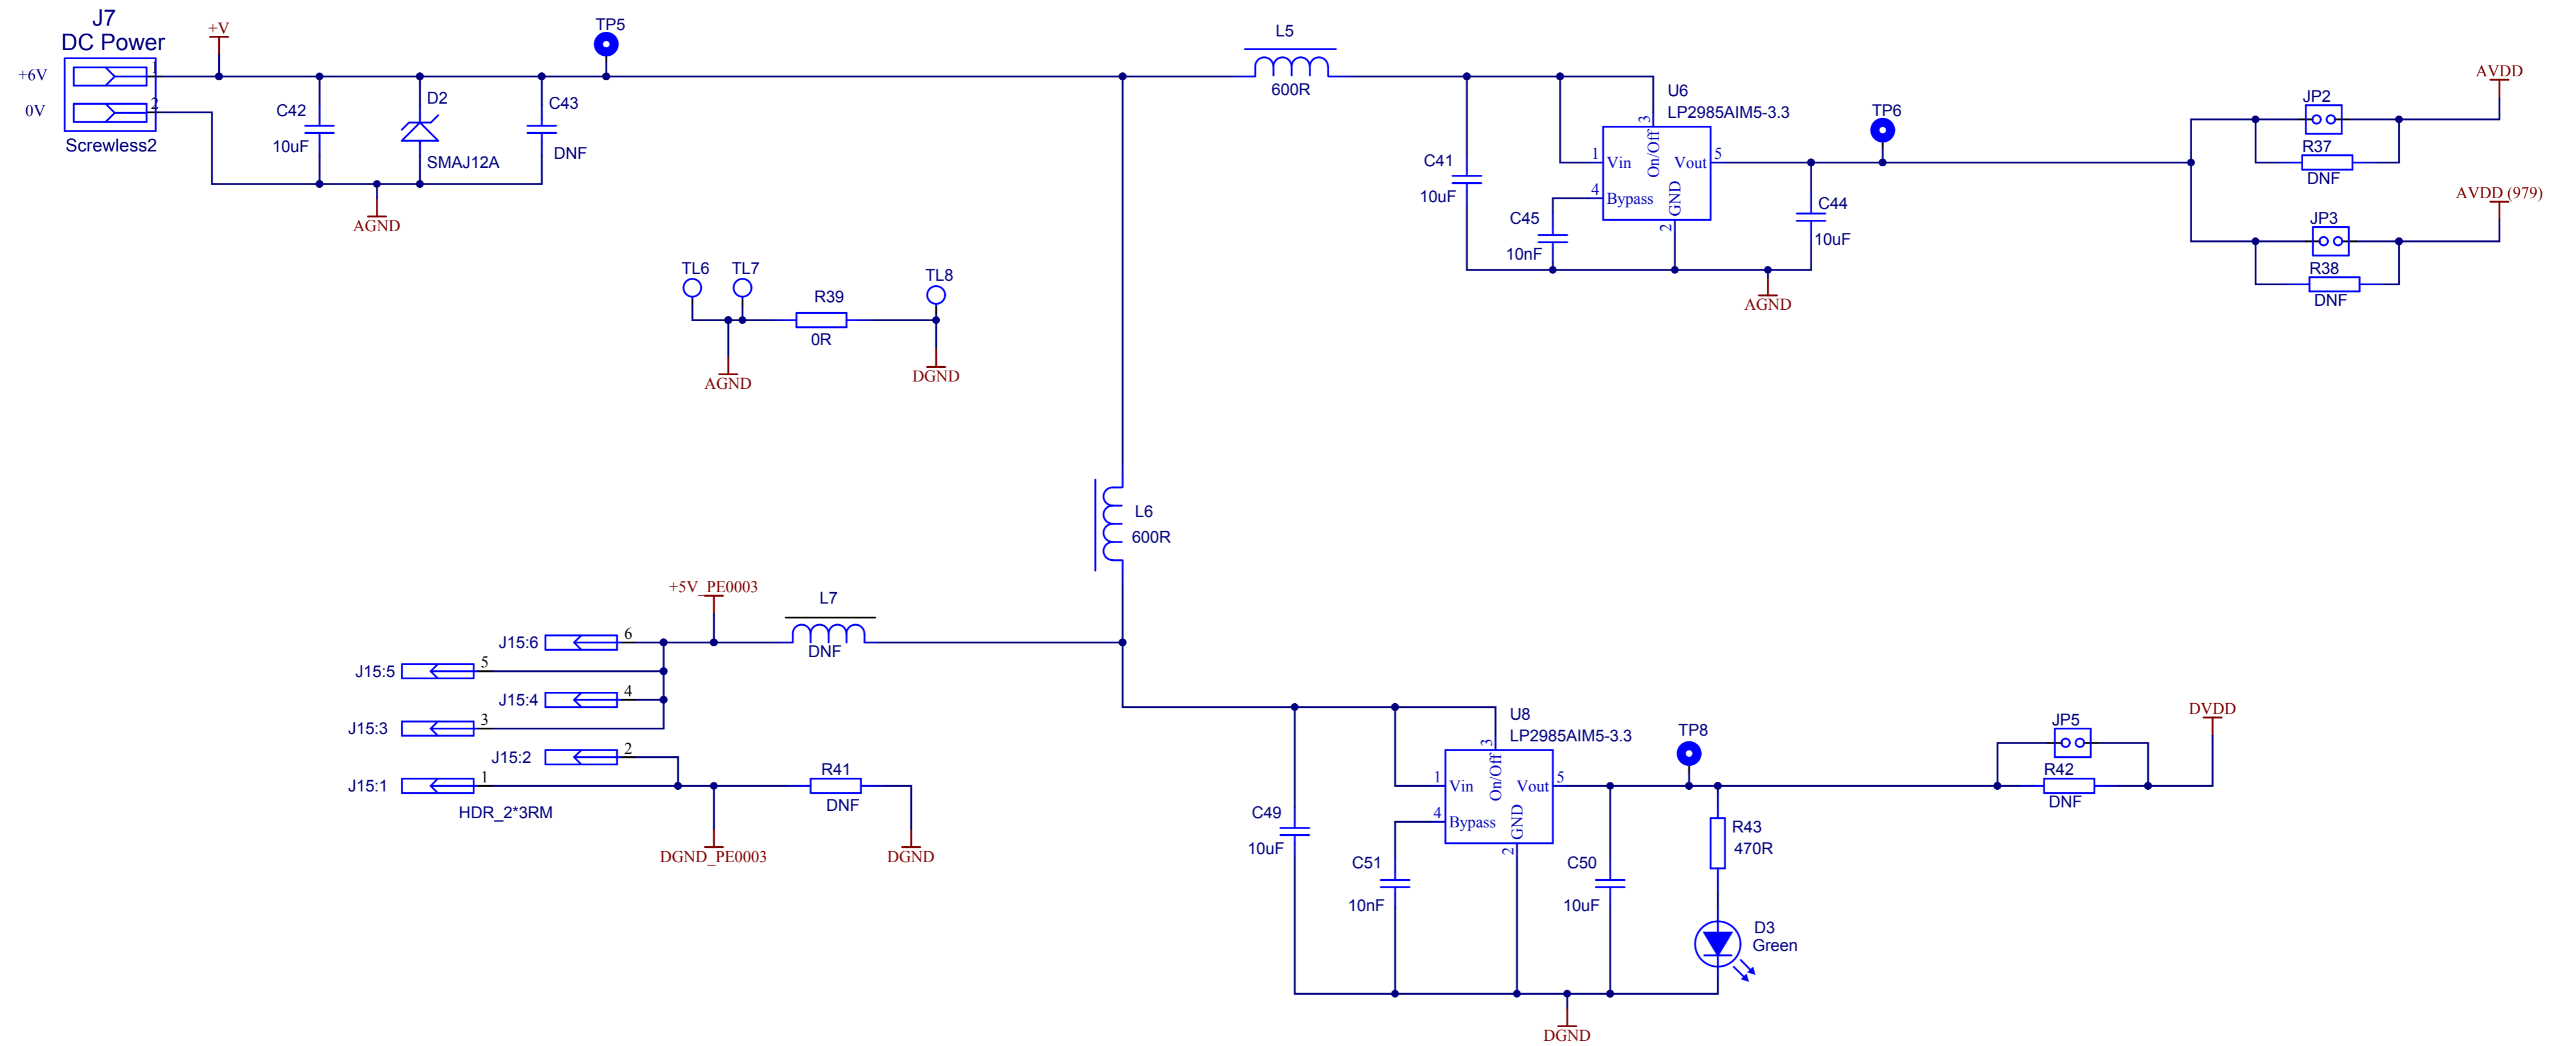 J7
DC Power
+6V
1
0V
2
Screwless2
+V
C42
10uF
D2
SMAJ12A
C43
DNF
AGND
TP5
L5
600R
U6
LP2985AIM5-3.3
3
On/Off
1
Vin
Vout
5
4
Bypass
GND
2
C41
10uF
C45
10nF
TP6
C44
10uF
AGND
AVDD
JP2
R37
DNF
AVDD (979)
JP3
R38
DNF
TL6
TL7
TL8
R39
0R
AGND
DGND
L6
600R
+5V_PE0003
L7
DNF
J15:6
6
J15:5
5
J15:4
4
J15:3
3
J15:2
2
J15:1
1
HDR_2*3RM
R41
DNF
DGND_PE0003
DGND
U8
LP2985AIM5-3.3
3
On/Off
1
Vin
Vout
5
4
Bypass
GND
2
C49
10uF
C51
10nF
C50
10uF
TP8
R43
470R
D3
Green
DGND
JP5
R42
DNF
DVDD